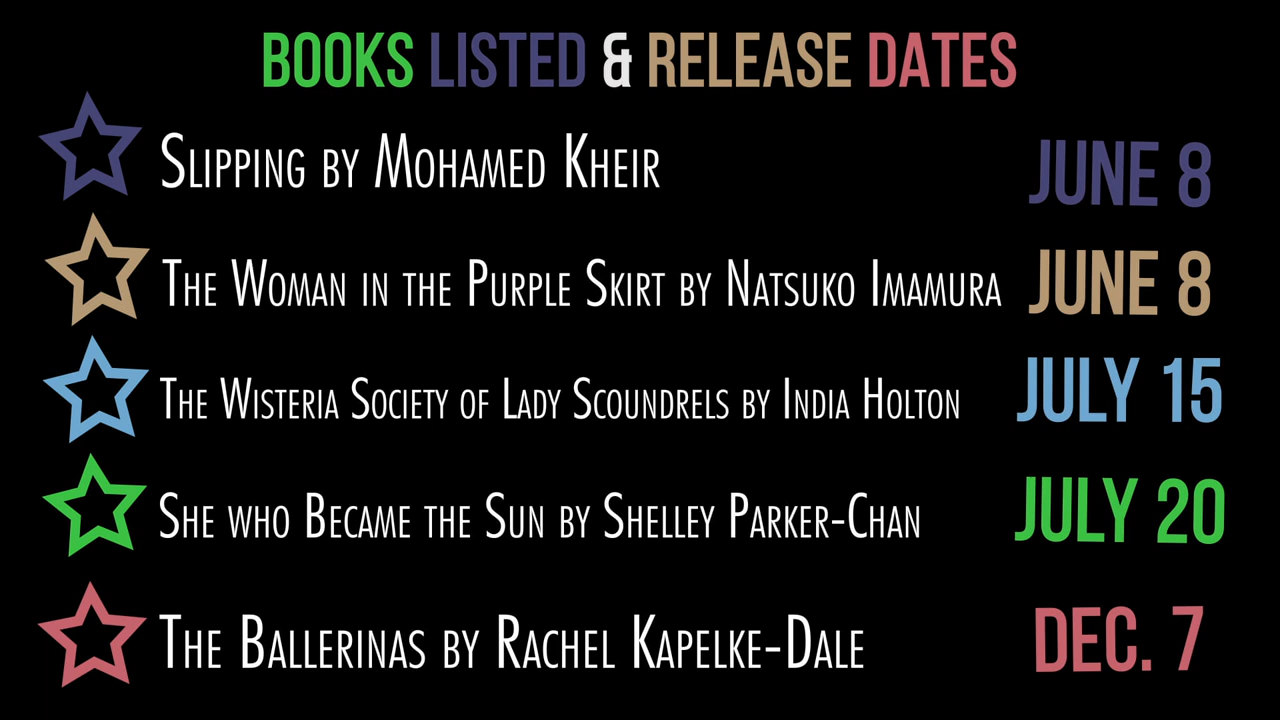 BOOKS LISTED & RELEASE DATES
Slipping by Mohamed Kheir JUNE 8
The Woman in the Purple Skirt by Natsuko Imamura JUNE 8
The Wisteria Society of Lady Scoundrels by India Holton JULY 15
She who Became the Sun by Shelley Parker-Chan JULY 20
The Ballerinas by Rachel Kapelke-Dale DEC. 7